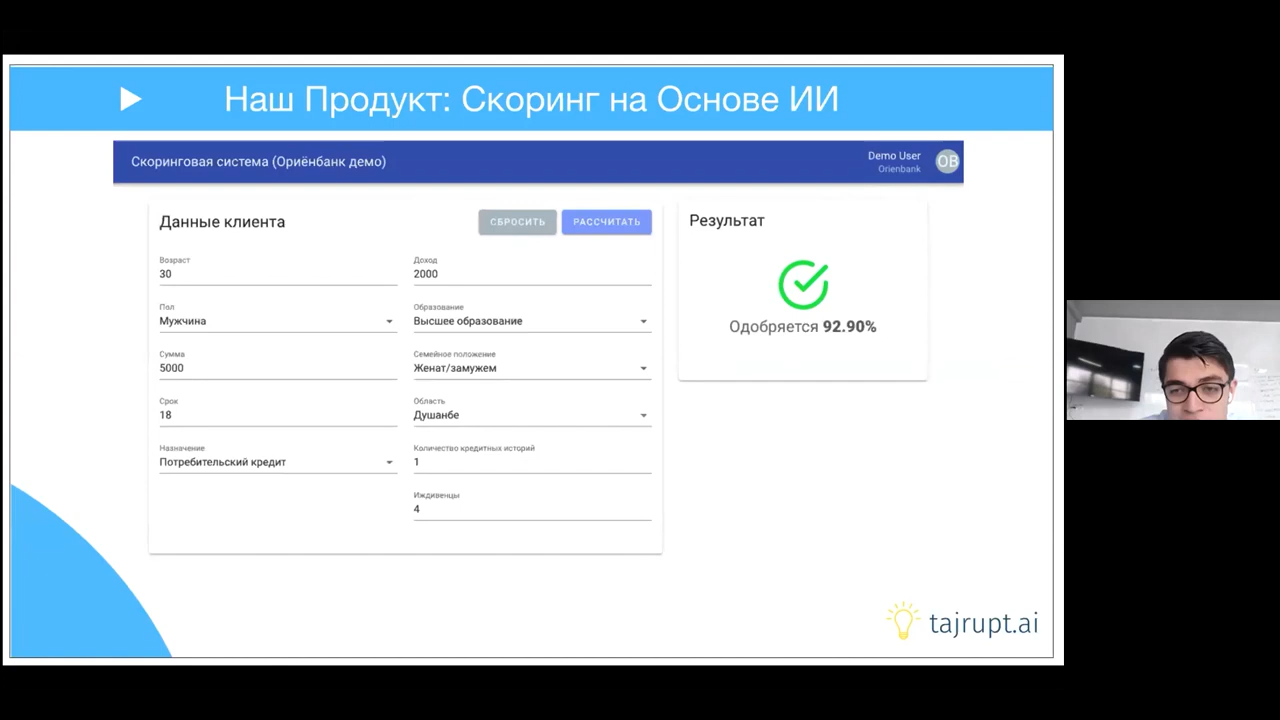 Наш Продукт: Скоринг на Основе ИИ
Скоринговая система (Ориёнбанк демо)
Demo User
Orienbank
OB
Данные клиента
СБРОСИТЬ
РАССЧИТАТЬ
Возраст
30
Доход
2000
Пол
Мужчина
Образование
Высшее образование
Сумма
5000
Семейное положение
Женат/замужем
Срок
18
Область
Душанбе
Назначение
Потребительский кредит
Количество кредитных историй
1
Иждивенцы
4
Результат
Одобряется 92.90%
tajrupt.ai